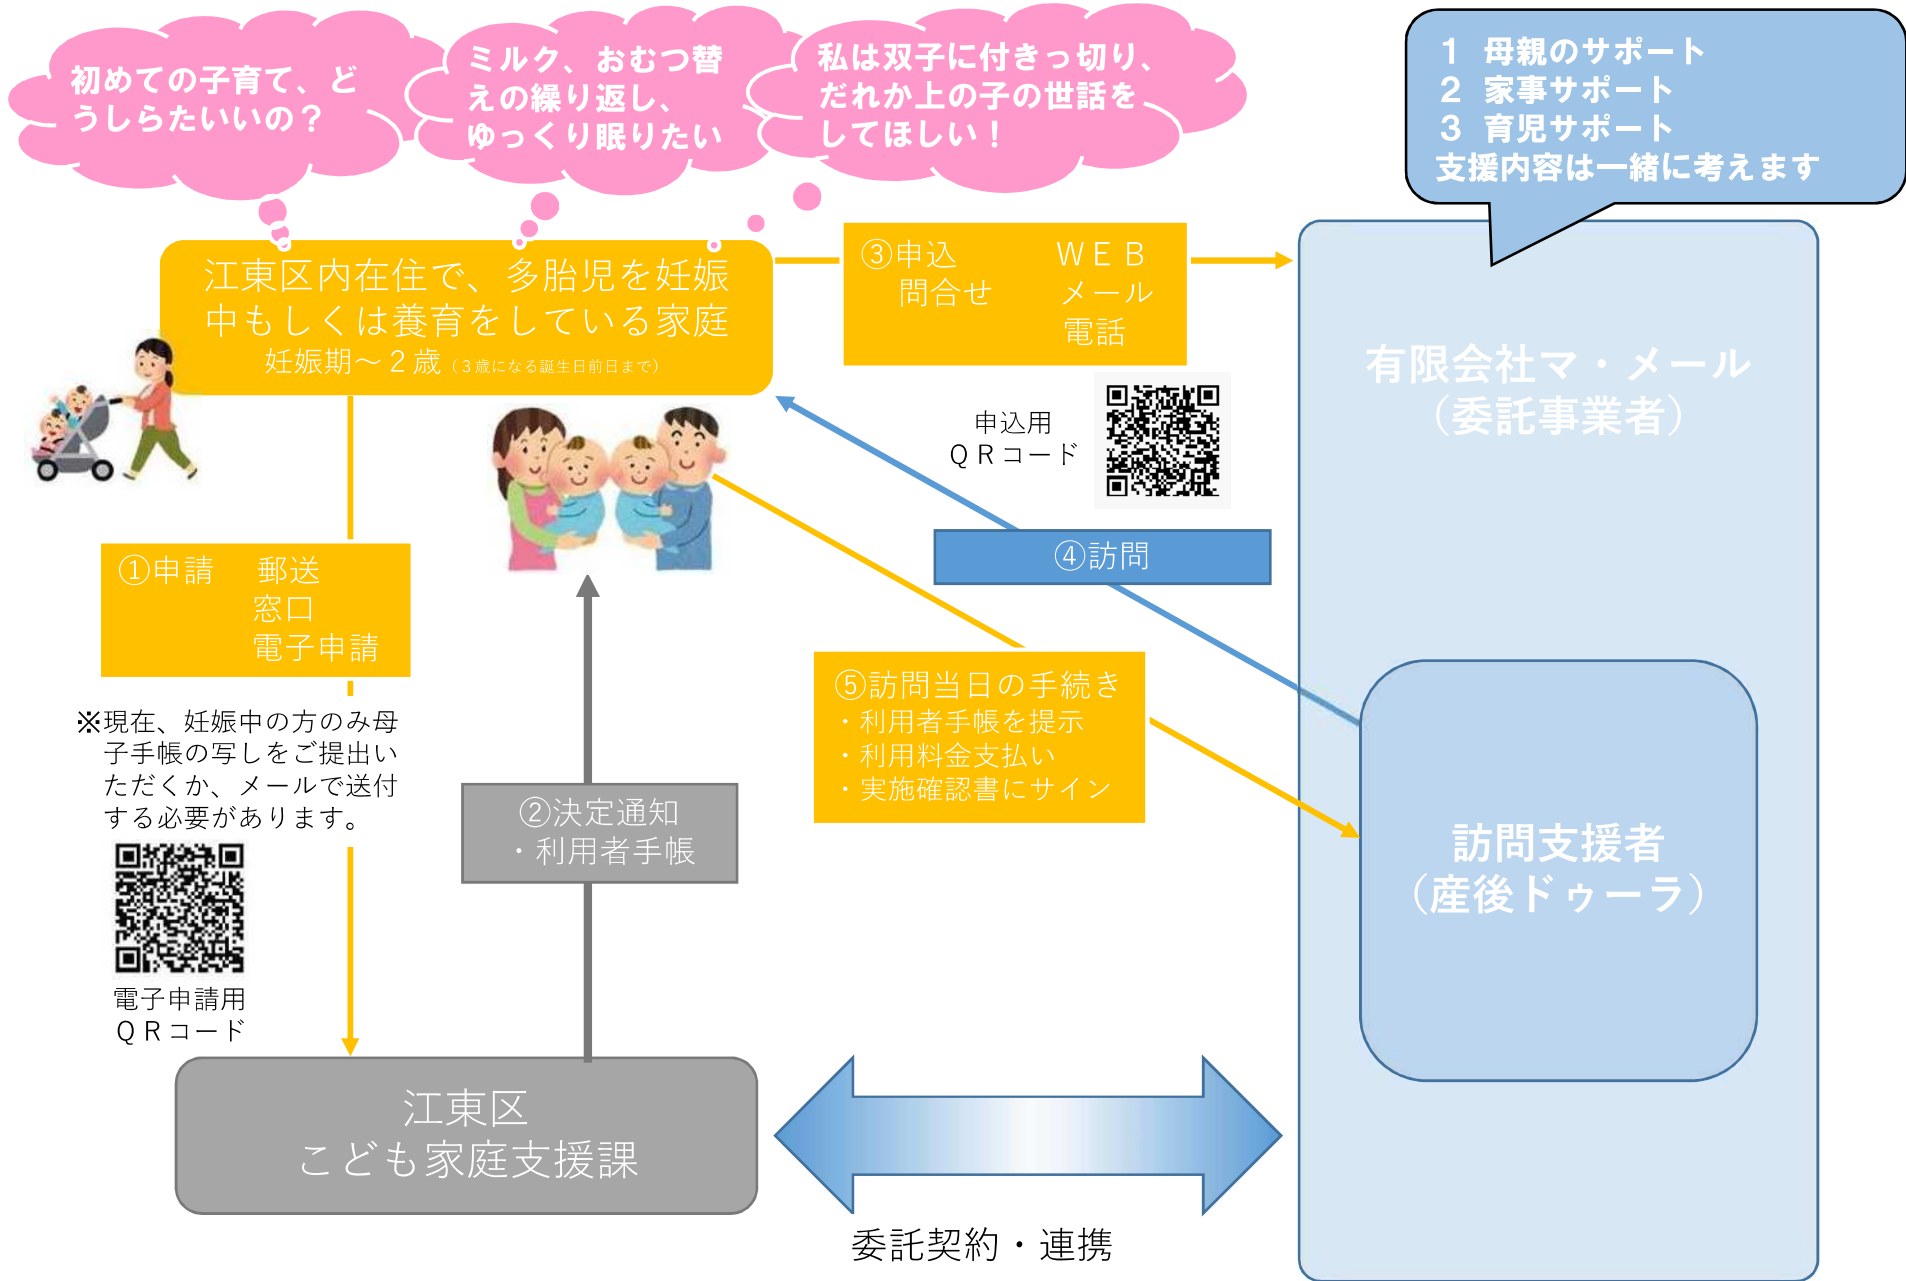 初めての子育て、ど
うしらたいいの？
ミルク、おむつ替
えの繰り返し、
ゆっくり眠りたい
私は双子に付きっ切り、
だれか上の子の世話を
してほしい！
1 母親のサポート
2 家事サポート
3 育児サポート
支援内容は一緒に考えます
江東区内在住で、多胎児を妊娠
中もしくは養育をしている家庭
妊娠期～２歳（３歳になる誕生日前日まで）
③申込 ＷＥＢ
問合せ メール
電話
有限会社マ・メール
（委託事業者）
申込用
ＱＲコード
④訪問
①申請 郵送
窓口
電子申請
※現在、妊娠中の方のみ母
子手帳の写しをご提出い
ただくか、メールで送付
する必要があります。
⑤訪問当日の手続き
・利用者手帳を提示
・利用料金支払い
・実施確認書にサイン
②決定通知
・利用者手帳
訪問支援者
（産後ドゥーラ）
電子申請用
ＱＲコード
江東区
こども家庭支援課
委託契約・連携